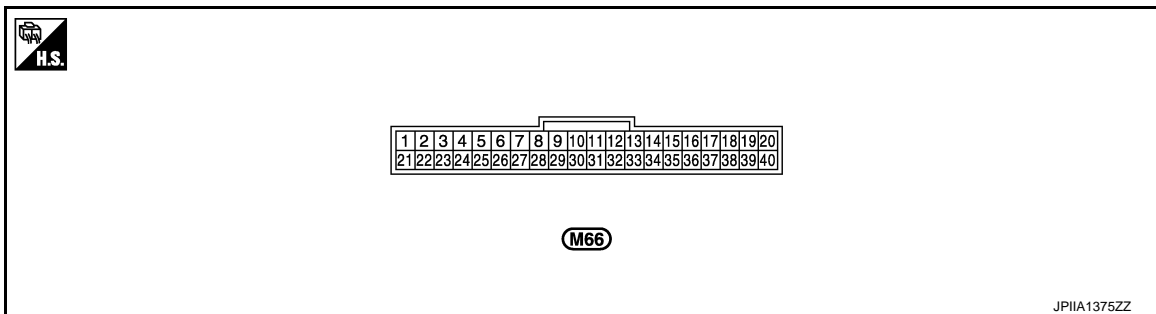 H.S.
1 2 3 4 5 6 7 8 9 10 11 12 13 14 15 16 17 18 19 20
21 22 23 24 25 26 27 28 29 30 31 32 33 34 35 36 37 38 39 40
M66
JPIIA1375ZZ